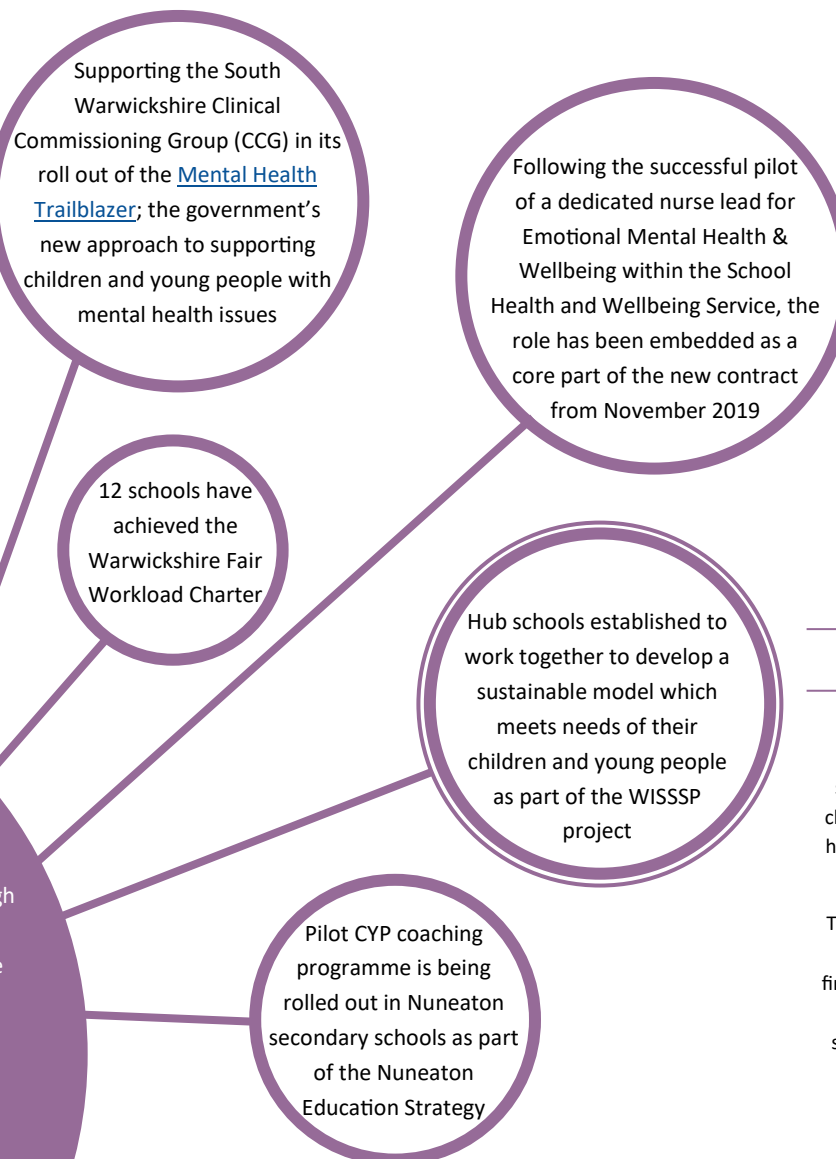 Supporting the South
Warwickshire Clinical
Commissioning Group (CCG) in its
roll out of the Mental Health
Trailblazer; the government’s
new approach to supporting
children and young people with
mental health issues
Following the successful pilot
of a dedicated nurse lead for
Emotional Mental Health &
Wellbeing within the School
Health and Wellbeing Service, the
role has been embedded as a
core part of the new contract
from November 2019
12 schools have
achieved the
Warwickshire Fair
Workload Charter
Hub schools established to
work together to develop a
sustainable model which
meets needs of their
children and young people
as part of the WISSSP
project
Pilot CYP coaching
programme is being
rolled out in Nuneaton
secondary schools as part
of the Nuneaton
Education Strategy